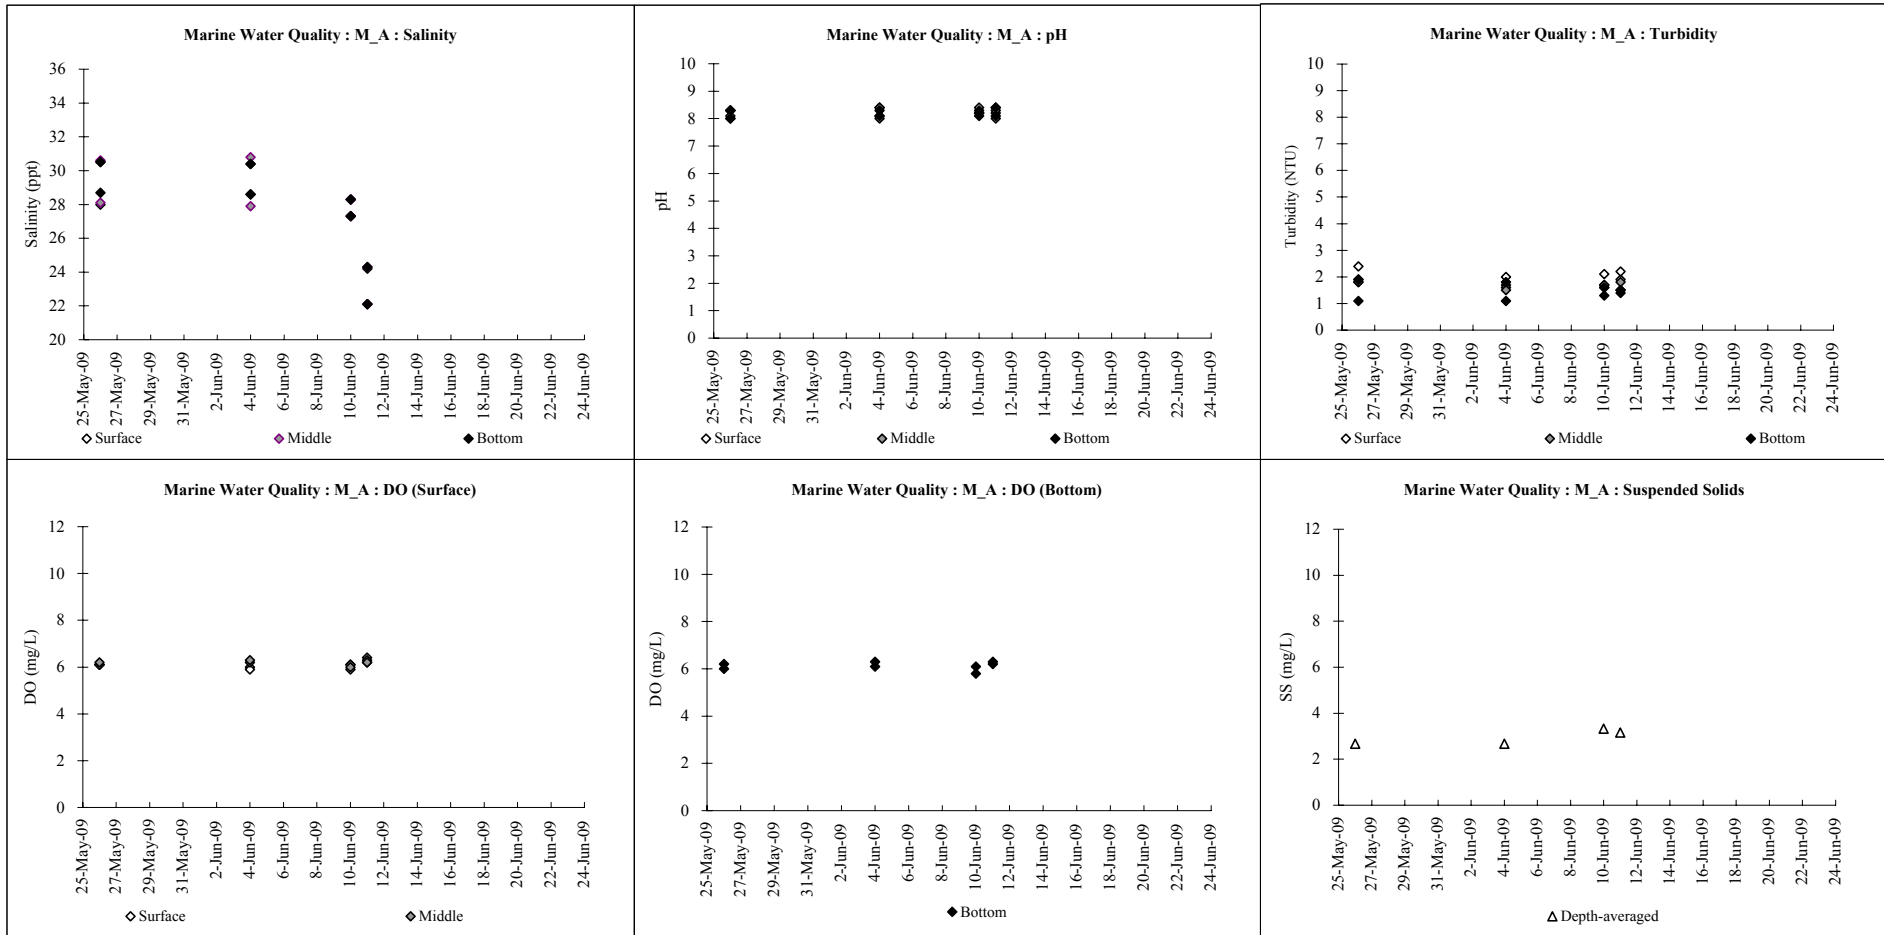 Marine Water Quality : M_A : Salinity
Salinity (ppt)
36
34
32
30
28
26
24
22
20
25-May-09
27-May-09
29-May-09
31-May-09
2-Jun-09
4-Jun-09
6-Jun-09
8-Jun-09
10-Jun-09
12-Jun-09
14-Jun-09
16-Jun-09
18-Jun-09
20-Jun-09
22-Jun-09
24-Jun-09
Surface Middle Bottom
Marine Water Quality : M_A : pH
pH
10
9
8
7
6
5
4
3
2
1
0
25-May-09
27-May-09
29-May-09
31-May-09
2-Jun-09
4-Jun-09
6-Jun-09
8-Jun-09
10-Jun-09
12-Jun-09
14-Jun-09
16-Jun-09
18-Jun-09
20-Jun-09
22-Jun-09
24-Jun-09
Surface Middle Bottom
Marine Water Quality : M_A : Turbidity
Turbidity (NTU)
10
9
8
7
6
5
4
3
2
1
0
25-May-09
27-May-09
29-May-09
31-May-09
2-Jun-09
4-Jun-09
6-Jun-09
8-Jun-09
10-Jun-09
12-Jun-09
14-Jun-09
16-Jun-09
18-Jun-09
20-Jun-09
22-Jun-09
24-Jun-09
Surface Middle Bottom
Marine Water Quality : M_A : DO (Surface)
DO (mg/L)
12
10
8
6
4
2
0
25-May-09
27-May-09
29-May-09
31-May-09
2-Jun-09
4-Jun-09
6-Jun-09
8-Jun-09
10-Jun-09
12-Jun-09
14-Jun-09
16-Jun-09
18-Jun-09
20-Jun-09
22-Jun-09
24-Jun-09
Surface Middle
Marine Water Quality : M_A : DO (Bottom)
DO (mg/L)
12
10
8
6
4
2
0
25-May-09
27-May-09
29-May-09
31-May-09
2-Jun-09
4-Jun-09
6-Jun-09
8-Jun-09
10-Jun-09
12-Jun-09
14-Jun-09
16-Jun-09
18-Jun-09
20-Jun-09
22-Jun-09
24-Jun-09
Bottom
Marine Water Quality : M_A : Suspended Solids
SS (mg/L)
12
10
8
6
4
2
0
25-May-09
27-May-09
29-May-09
31-May-09
2-Jun-09
4-Jun-09
6-Jun-09
8-Jun-09
10-Jun-09
12-Jun-09
14-Jun-09
16-Jun-09
18-Jun-09
20-Jun-09
22-Jun-09
24-Jun-09
Depth-averaged